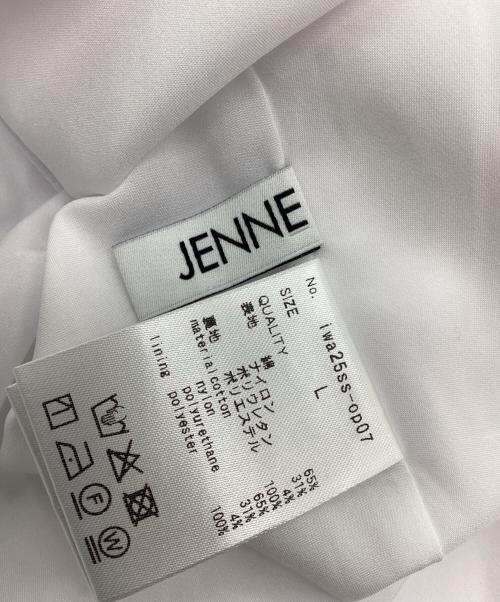 JENNE
No. iwa25ss-op07
SIZE L
QUALITY
表地 綿 65%
ナイロン 31%
ポリウレタン 4%
裏地 ポリエステル 100%
material cotton 65%
nylon 31%
polyurethane 4%
lining polyester 100%
F
W